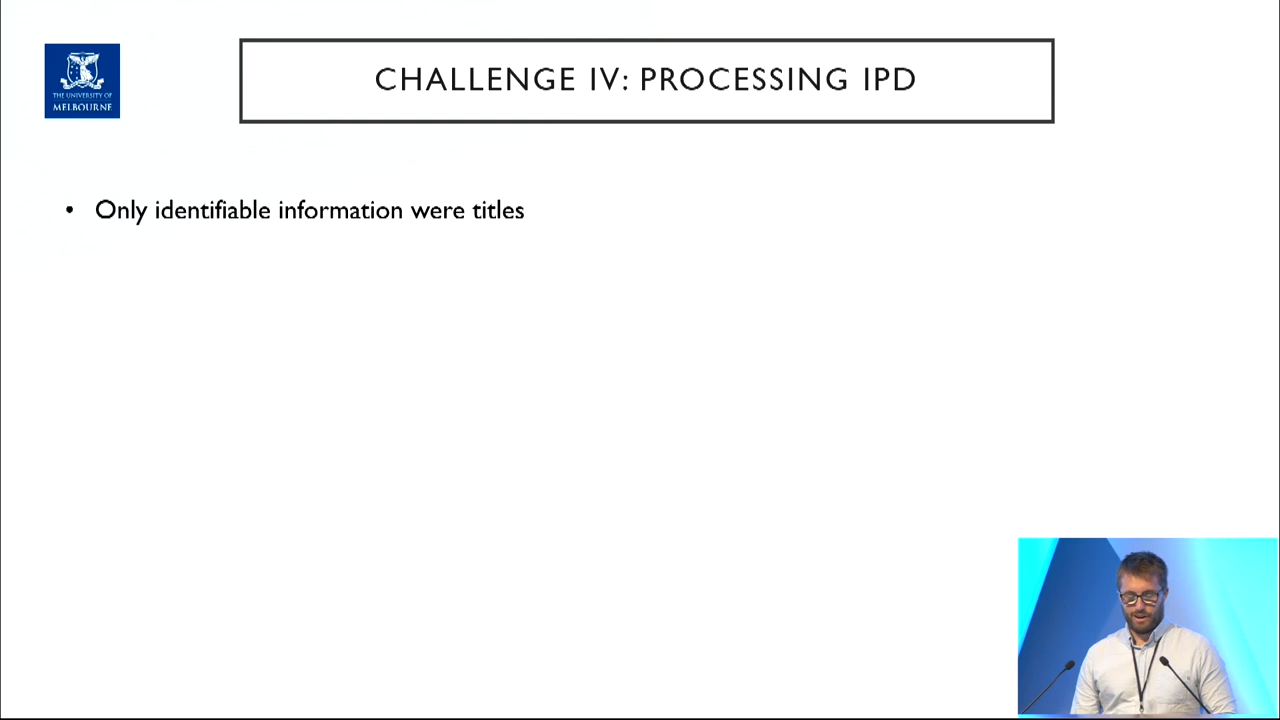 THE UNIVERSITY OF
MELBOURNE
CHALLENGE IV: PROCESSING IPD
• Only identifiable information were titles